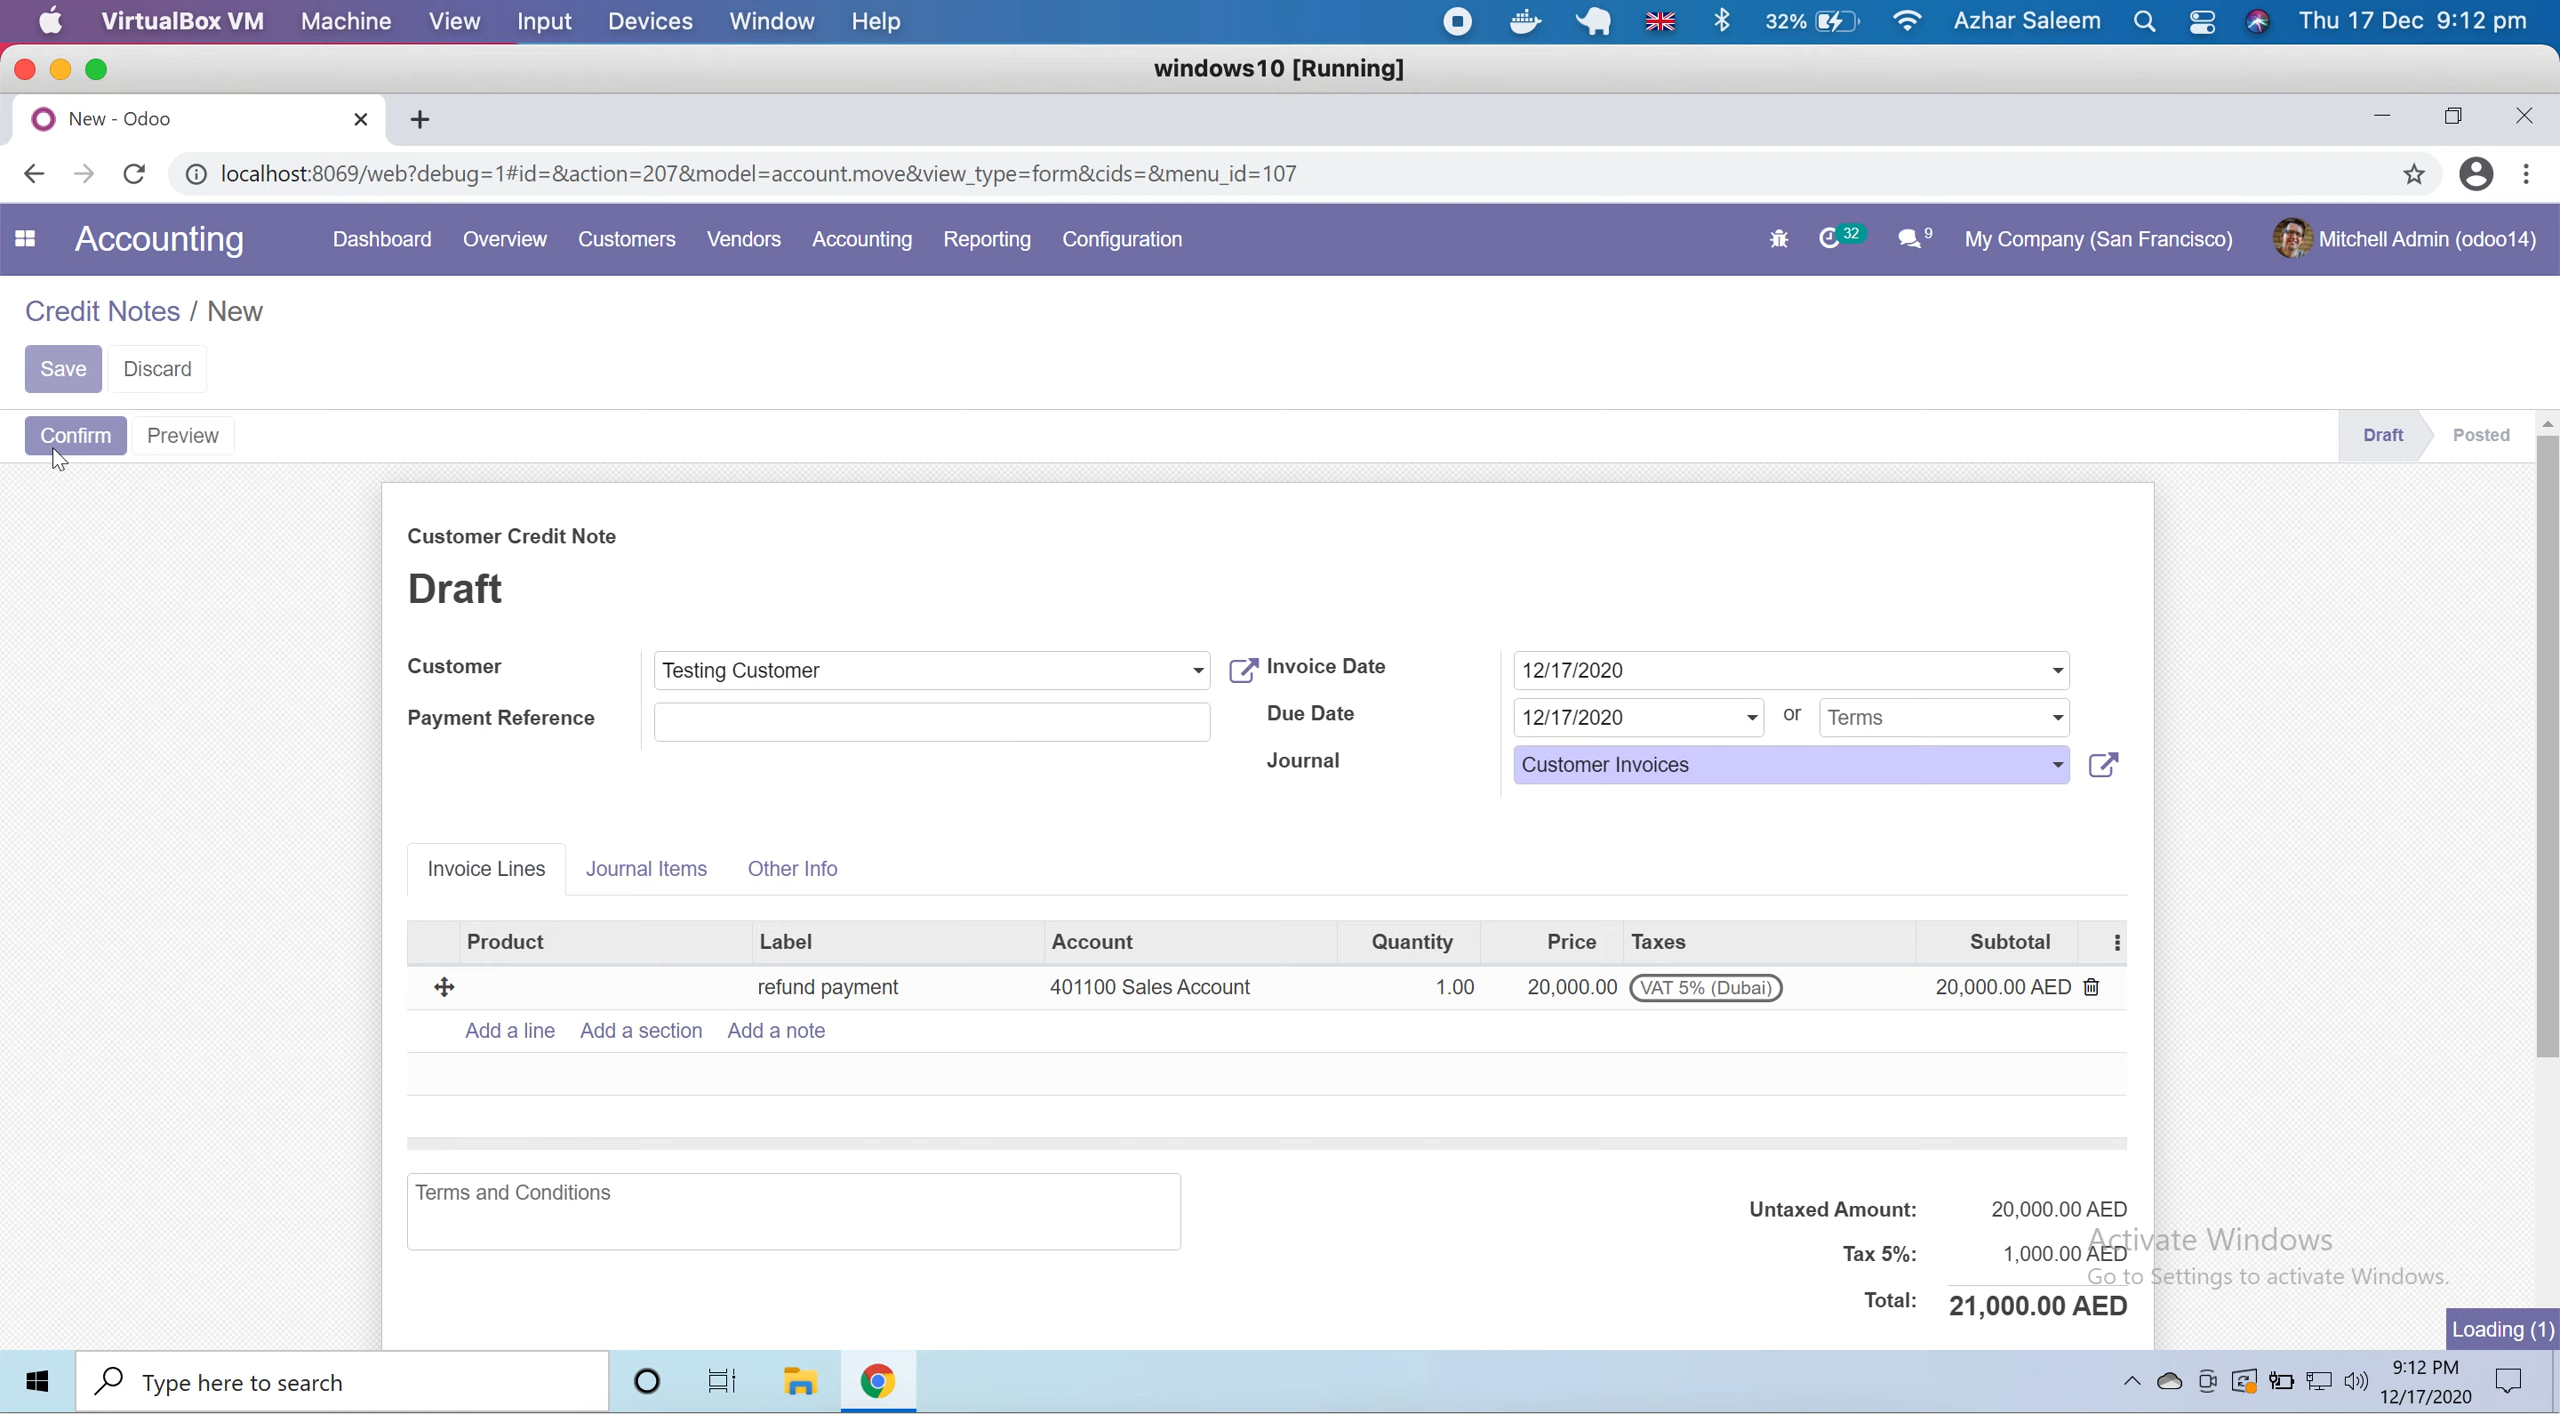 VirtualBox VM Machine View Input Devices Window Help 32% Azhar Saleem Thu 17 Dec 9:12 pm
windows10 [Running]
New - Odoo
localhost:8069/web?debug=1#id=&action=207&model=account.move&view_type=form&cids=&menu_id=107
Accounting Dashboard Overview Customers Vendors Accounting Reporting Configuration 32 9 My Company (San Francisco) Mitchell Admin (odoo14)
Credit Notes / New
Save Discard
Confirm Preview Draft Posted
Customer Credit Note
Draft
Customer Testing Customer Invoice Date 12/17/2020
Payment Reference Due Date 12/17/2020 or Terms
Journal Customer Invoices
Invoice Lines Journal Items Other Info
Product Label Account Quantity Price Taxes Subtotal
refund payment 401100 Sales Account 1.00 20,000.00 VAT 5% (Dubai) 20,000.00 AED
Add a line Add a section Add a note
Terms and Conditions
Untaxed Amount: 20,000.00 AED
Activate Windows
Tax 5%: 1,000.00 AED
Go to Settings to activate Windows.
Total: 21,000.00 AED
Loading (1)
Type here to search 9:12 PM
12/17/2020